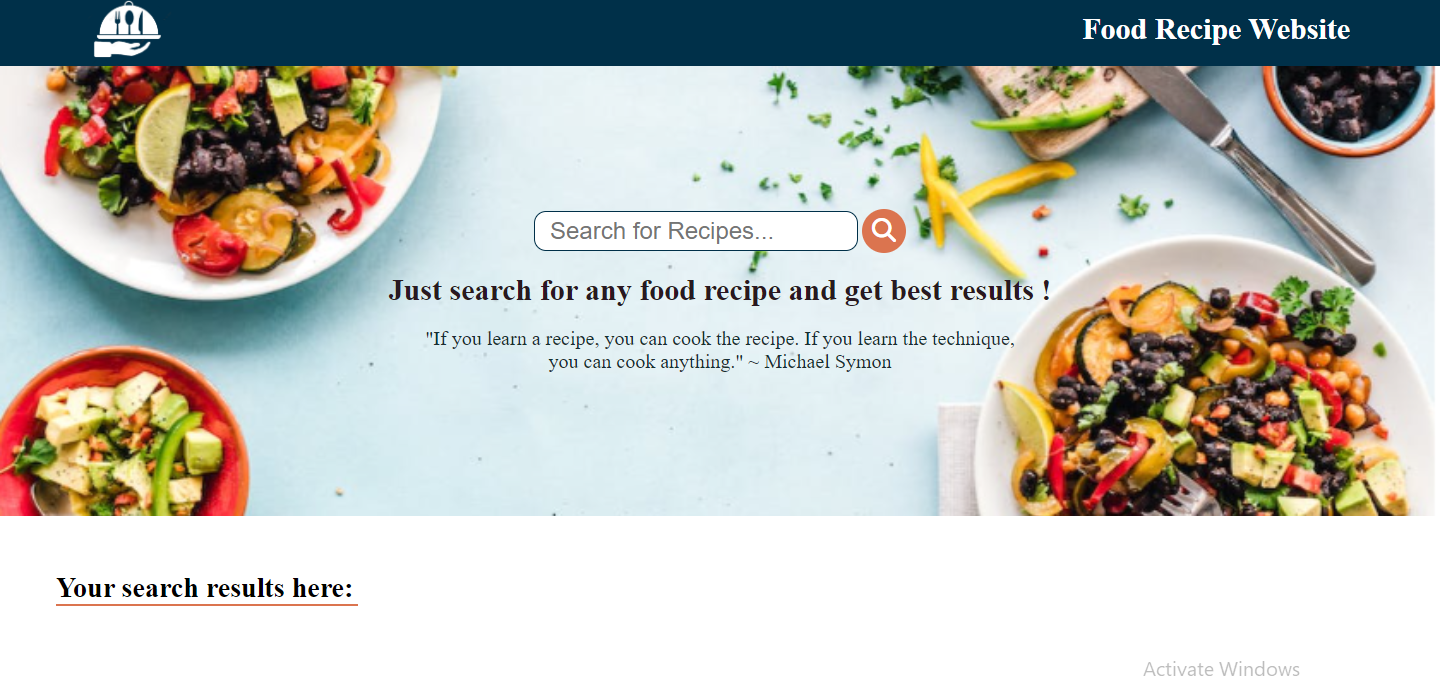 Food Recipe Website
Search for Recipes...
Just search for any food recipe and get best results !
"If you learn a recipe, you can cook the recipe. If you learn the technique,
you can cook anything." ~ Michael Symon
Your search results here:
Activate Windows